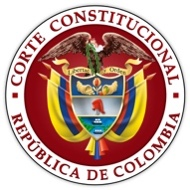 CORTE CONSTITUCIONAL
REPÚBLICA DE COLOMBIA